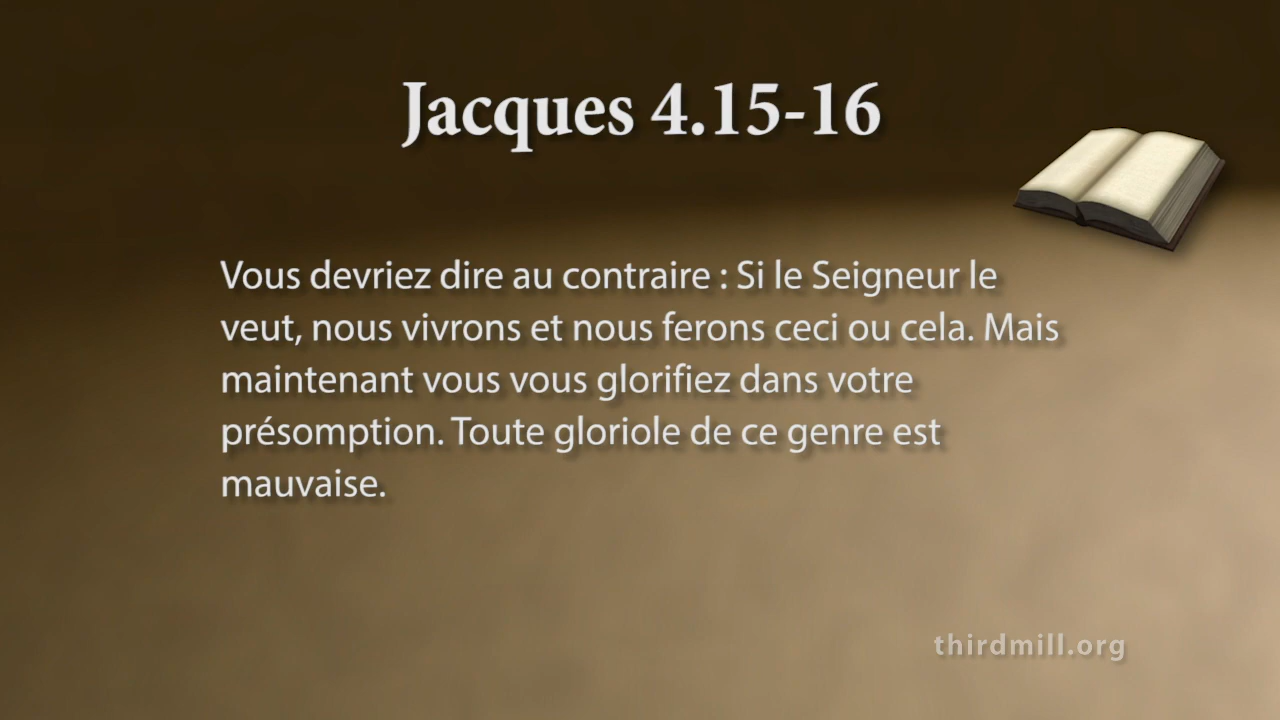 Jacques 4.15-16
Vous devriez dire au contraire : Si le Seigneur le
veut, nous vivrons et nous ferons ceci ou cela. Mais
maintenant vous vous glorifiez dans votre
présomption. Toute gloriole de ce genre est
mauvaise.
thirdmill.org